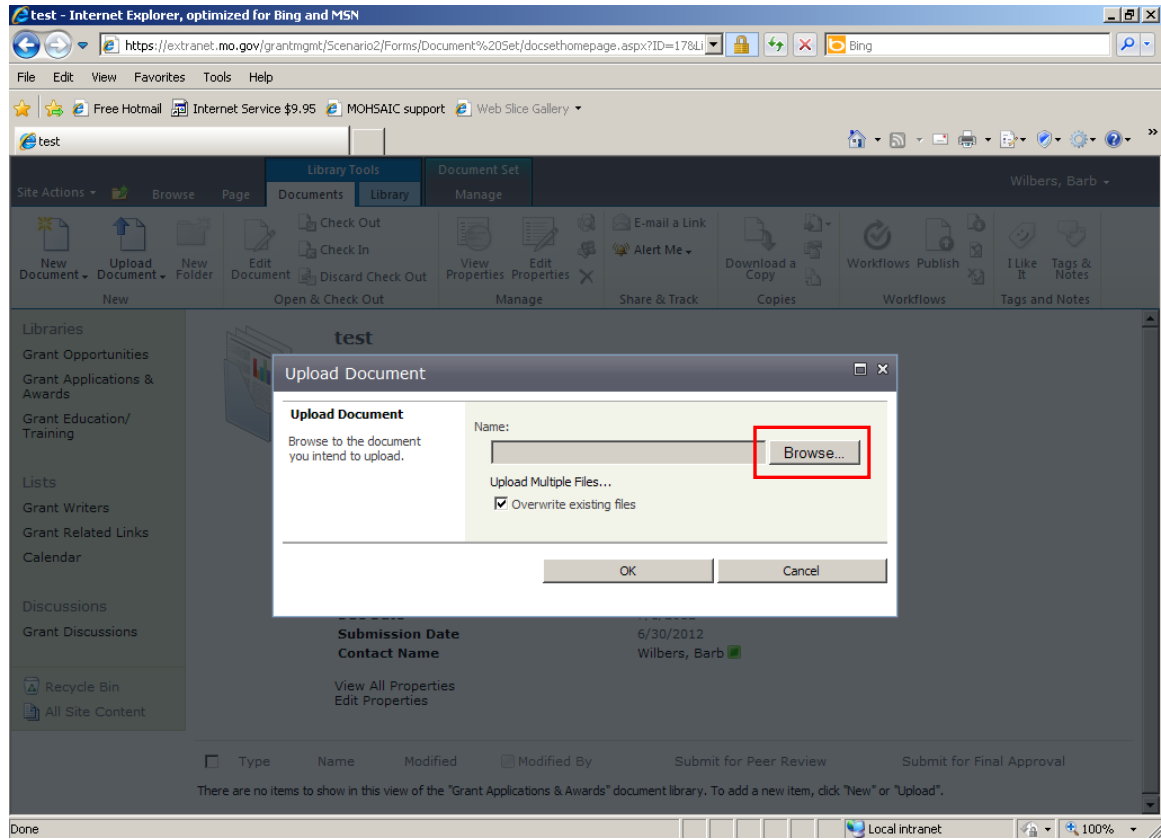 test - Internet Explorer, optimized for Bing and MSN
https://extranet.mo.gov/grantmgmt/Scenario2/Forms/Document%20Set/docsethomepage.aspx?ID=178Li
Bing
File Edit View Favorites Tools Help
Free Hotmail Internet Service $9.95 MOHSAIC support Web Slice Gallery
test
Library Tools Document Set
Site Actions Browse Page Documents Library Manage Wilbers, Barb
New Document
Upload Document
New Folder
New
Edit Document
Check Out
Check In
Discard Check Out
Open & Check Out
View Properties
Edit Properties
Manage
E-mail a Link
Alert Me
Share & Track
Download a Copy
Copies
Workflows Publish
Workflows
I Like It
Tags & Notes
Tags and Notes
Libraries
Grant Opportunities
Grant Applications &
Awards
Grant Education/
Training
Lists
Grant Writers
Grant Related Links
Calendar
Discussions
Grant Discussions
Recycle Bin
All Site Content
test
Upload Document
Upload Document
Browse to the document
you intend to upload.
Name:
Browse...
Upload Multiple Files...
Overwrite existing files
OK Cancel
Submission Date 6/30/2012
Contact Name Wilbers, Barb
View All Properties
Edit Properties
Type Name Modified Modified By Submit for Peer Review Submit for Final Approval
There are no items to show in this view of the "Grant Applications & Awards" document library. To add a new item, click "New" or "Upload".
Done Local intranet 100%